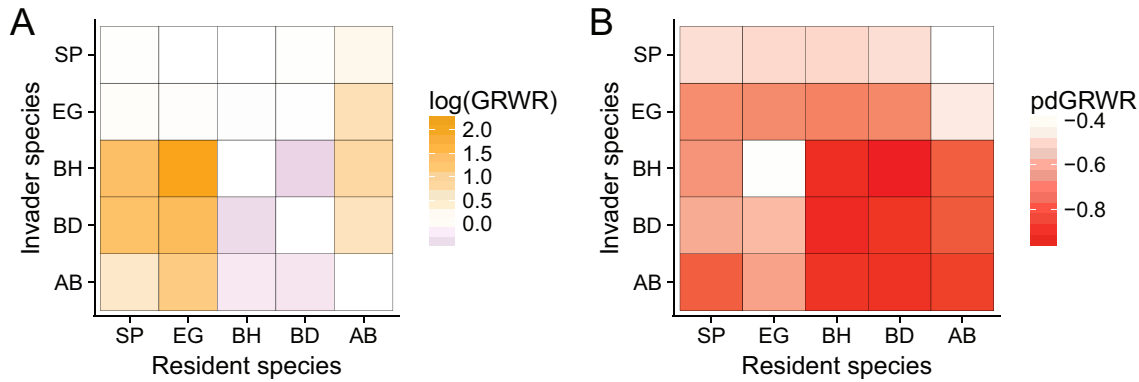 A
Invader species
SP
EG
BH
BD
AB
SP EG BH BD AB
Resident species
log(GRWR)
2.0
1.5
1.0
0.5
0.0
B
Invader species
SP
EG
BH
BD
AB
SP EG BH BD AB
Resident species
pdGRWR
−0.4
−0.6
−0.8